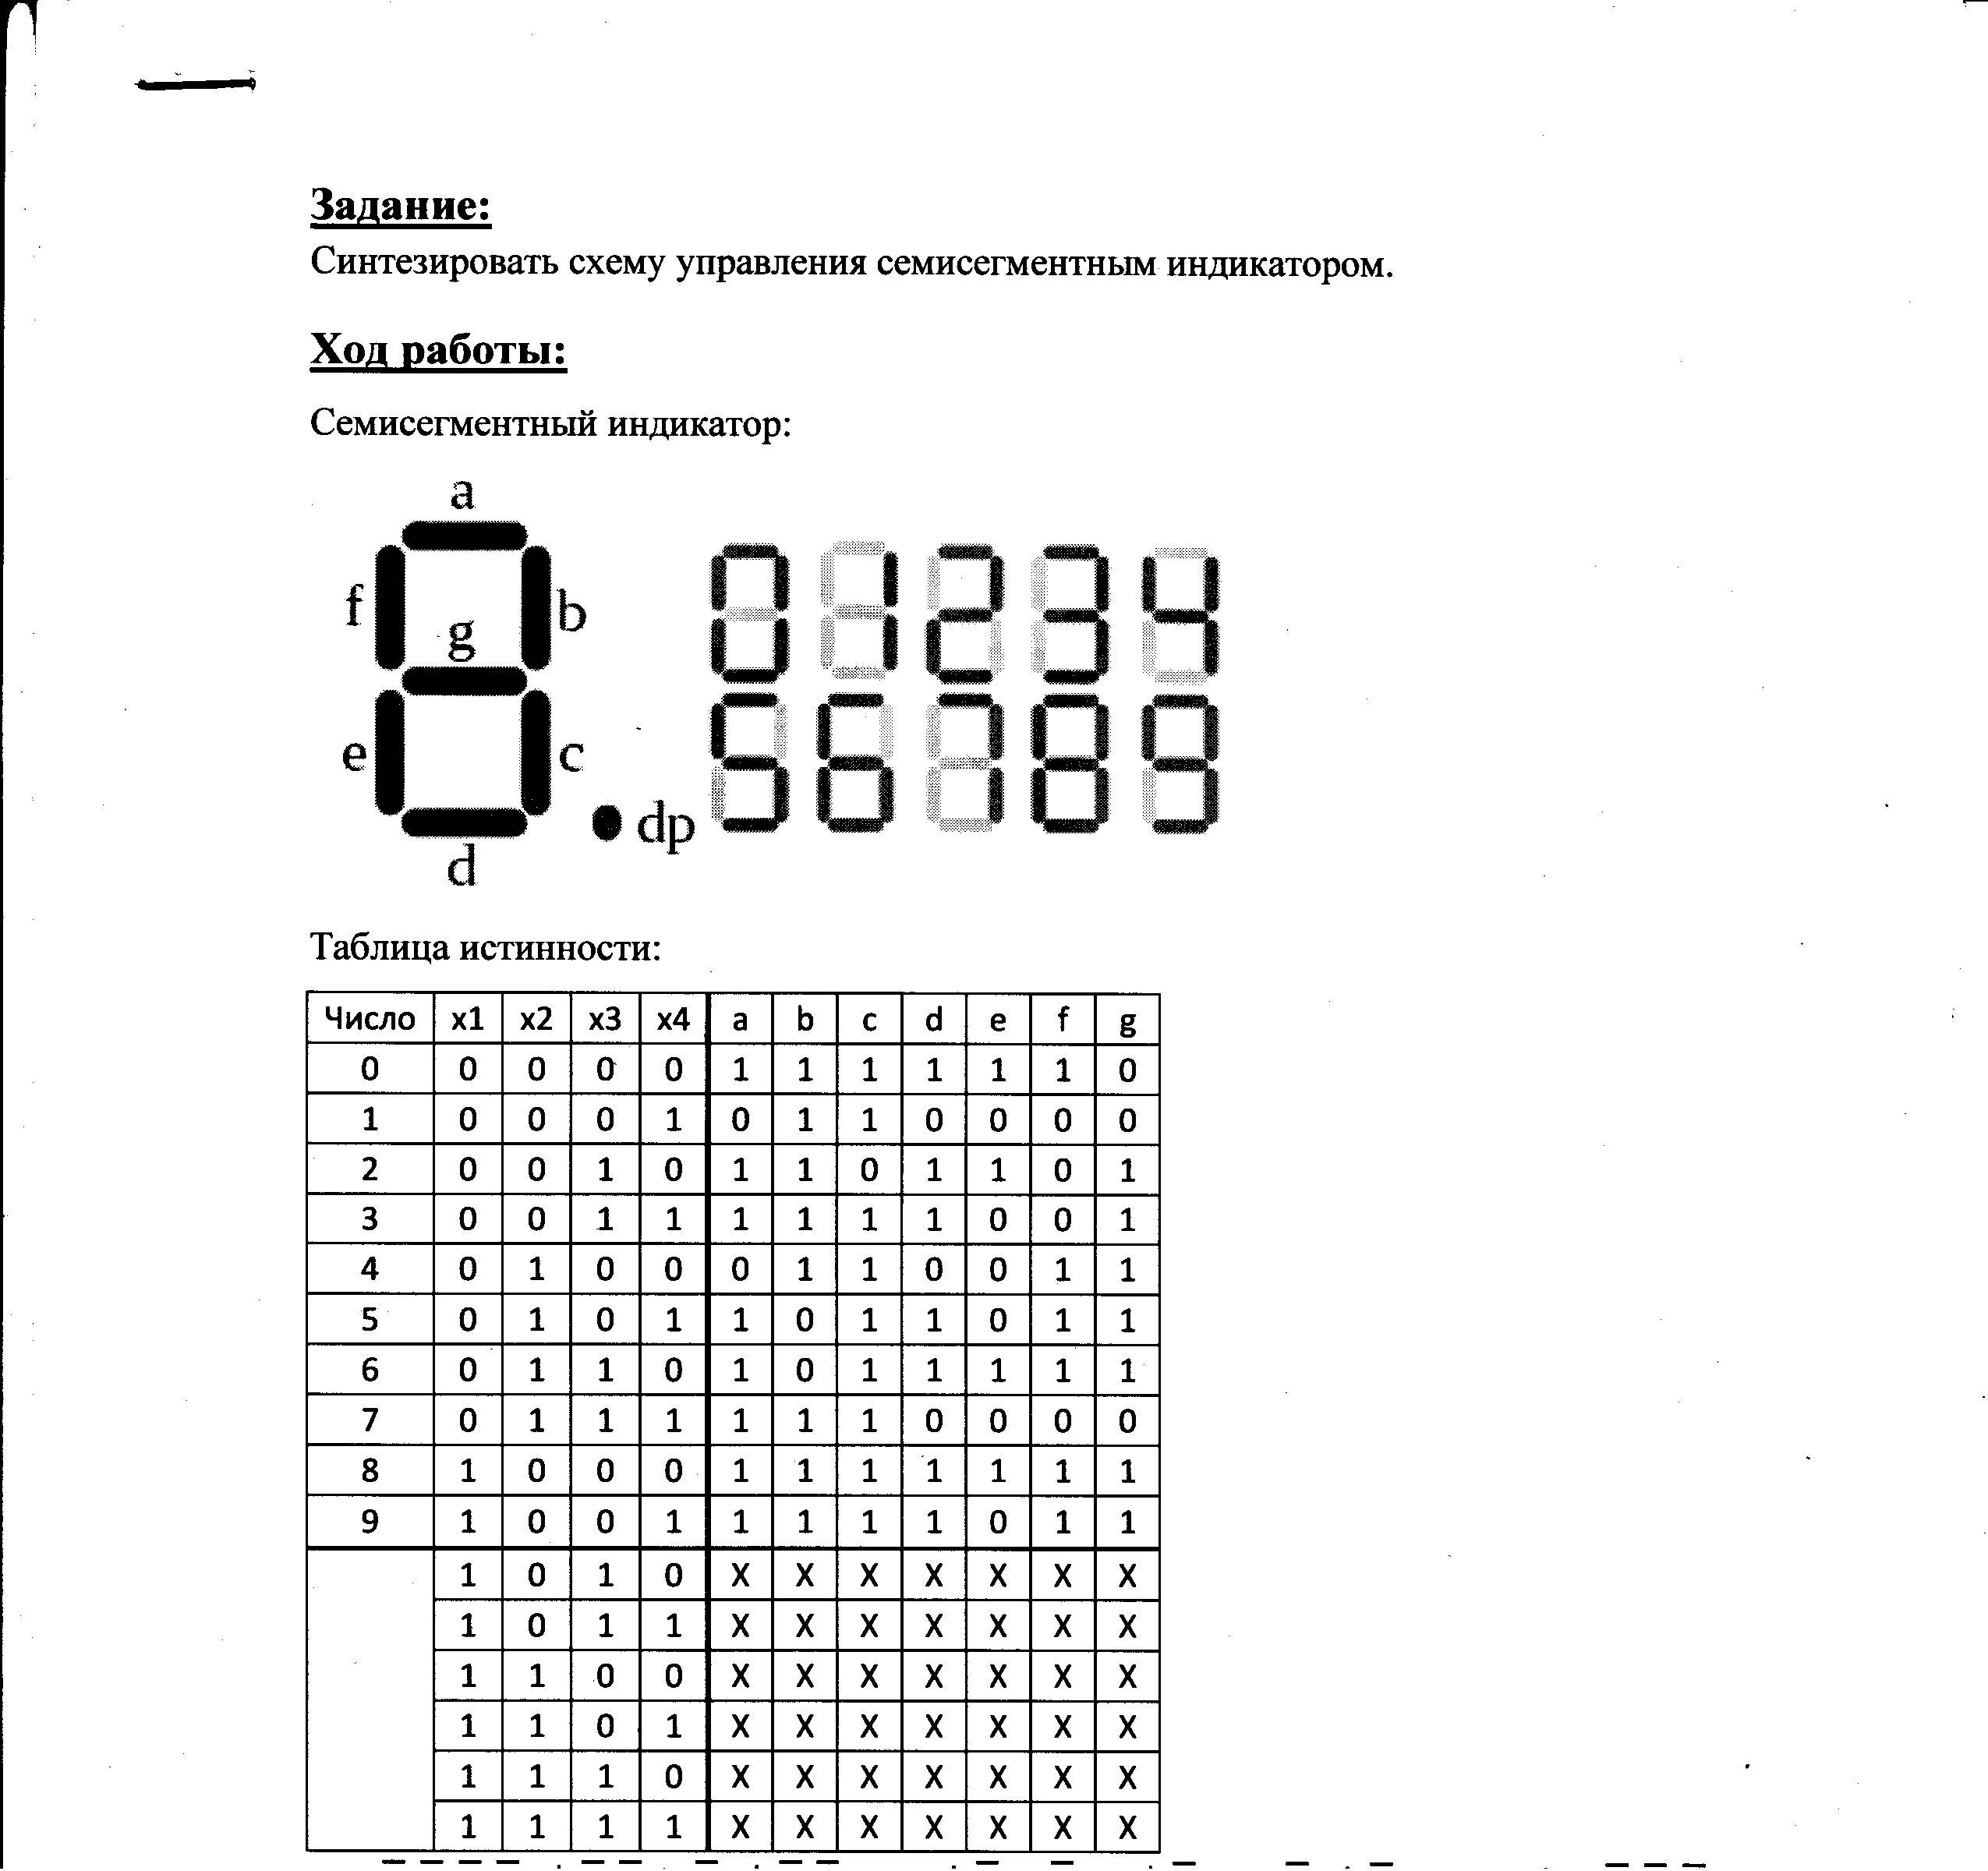 Задание:
Синтезировать схему управления семисегментным индикатором.
Ход работы:
Семисегментный индикатор:
a
f
g
b
e
c
dp
d
Таблица истинности:
Число x1 x2 x3 x4 a b c d e f g
0 0 0 0 0 1 1 1 1 1 1 0
1 0 0 0 1 0 1 1 0 0 0 0
2 0 0 1 0 1 1 0 1 1 0 1
3 0 0 1 1 1 1 1 1 0 0 1
4 0 1 0 0 0 1 1 0 0 1 1
5 0 1 0 1 1 0 1 1 0 1 1
6 0 1 1 0 1 0 1 1 1 1 1
7 0 1 1 1 1 1 1 0 0 0 0
8 1 0 0 0 1 1 1 1 1 1 1
9 1 0 0 1 1 1 1 1 0 1 1
1 0 1 0 X X X X X X X
1 0 1 1 X X X X X X X
1 1 0 0 X X X X X X X
1 1 0 1 X X X X X X X
1 1 1 0 X X X X X X X
1 1 1 1 X X X X X X X